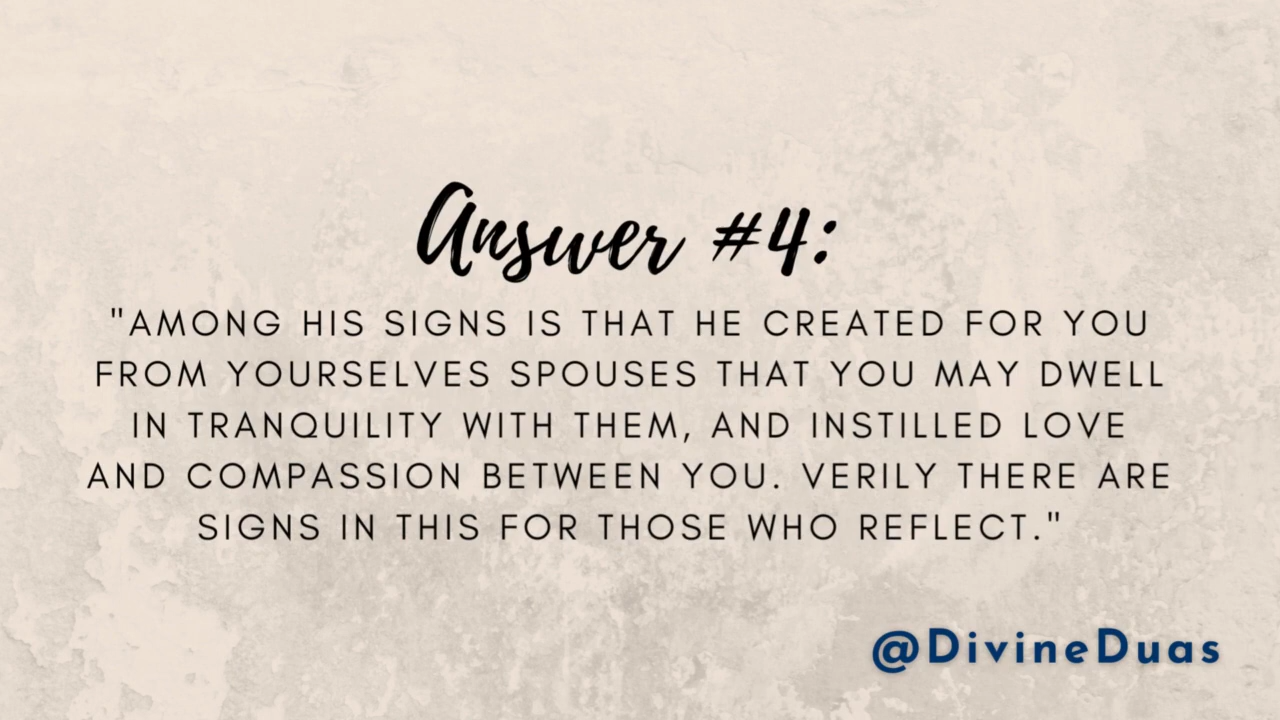 Answer #4:
"AMONG HIS SIGNS IS THAT HE CREATED FOR YOU
FROM YOURSELVES SPOUSES THAT YOU MAY DWELL
IN TRANQUILITY WITH THEM, AND INSTILLED LOVE
AND COMPASSION BETWEEN YOU. VERILY THERE ARE
SIGNS IN THIS FOR THOSE WHO REFLECT."
@DivineDuas